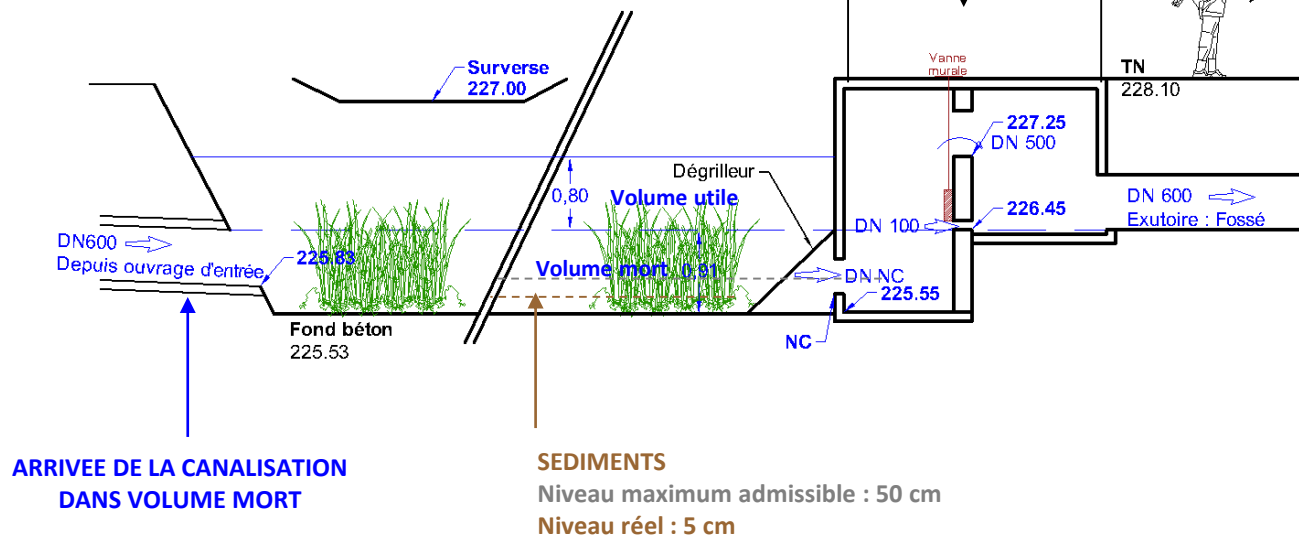 Surverse
227.00
Vanne
murale
TN
228.10
227.25
DN 500
0,80
Volume utile
Dégrilleur
DN 100
226.45
DN 600
Exutoire : Fossé
DN600
Depuis ouvrage d'entrée
225.83
Volume mort
0,91
DN NC
225.55
NC
Fond béton
225.53
ARRIVEE DE LA CANALISATION
DANS VOLUME MORT
SEDIMENTS
Niveau maximum admissible : 50 cm
Niveau réel : 5 cm